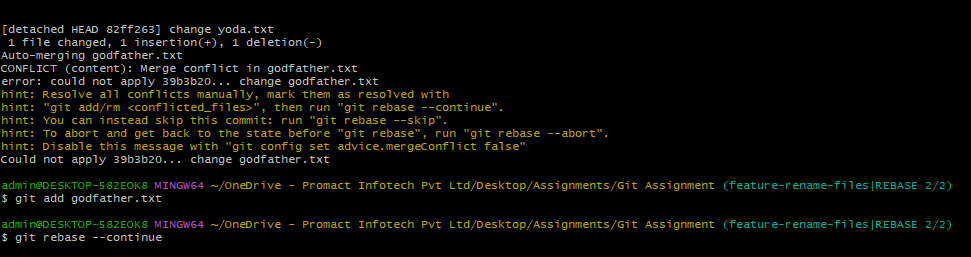 [detached HEAD 82ff263] change yoda.txt
 1 file changed, 1 insertion(+), 1 deletion(-)
Auto-merging godfather.txt
CONFLICT (content): Merge conflict in godfather.txt
error: could not apply 39b3b20... change godfather.txt
hint: Resolve all conflicts manually, mark them as resolved with
hint: "git add/rm <conflicted_files>", then run "git rebase --continue".
hint: You can instead skip this commit: run "git rebase --skip".
hint: To abort and get back to the state before "git rebase", run "git rebase --abort".
hint: Disable this message with "git config set advice.mergeConflict false"
Could not apply 39b3b20... change godfather.txt
admin@DESKTOP-582EOK8 MINGW64 ~/OneDrive - Promact Infotech Pvt Ltd/Desktop/Assignments/Git Assignment (feature-rename-files|REBASE 2/2)
$ git add godfather.txt
admin@DESKTOP-582EOK8 MINGW64 ~/OneDrive - Promact Infotech Pvt Ltd/Desktop/Assignments/Git Assignment (feature-rename-files|REBASE 2/2)
$ git rebase --continue